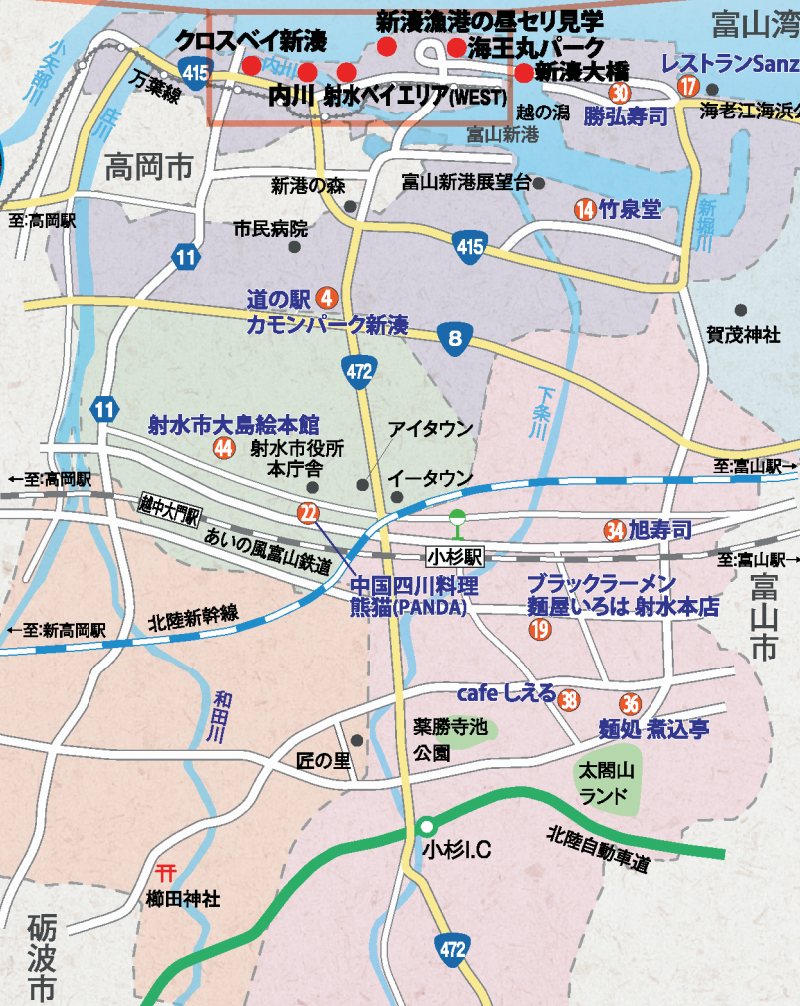 富山湾
新湊漁港の昼セリ見学
クロスベイ新湊
海王丸パーク
レストランSanz
小矢部川
415
内川
新湊大橋
17
万葉線
内川
射水ベイエリア(WEST)
30
海老江海浜公
庄川
越の潟
勝弘寿司
富山新港
高岡市
新港の森
富山新港展望台
←至:高岡駅
14
竹泉堂
新堀川
市民病院
11
415
道の駅
4
カモンパーク新湊
8
賀茂神社
472
11
下条川
射水市大島絵本館
44
アイタウン
射水市役所
本庁舎
至:富山駅→
←至:高岡駅
イータウン
越中大門駅
22
34
旭寿司
あいの風富山鉄道
小杉駅
至:富山駅→
中国四川料理
熊猫(PANDA)
ブラックラーメン
麺屋いろは 射水本店
富山市
←至:新高岡駅
北陸新幹線
19
和田川
cafe しえる
38
36
麺処 煮込亭
薬勝寺池
公園
匠の里
太閤山
ランド
小杉I.C
北陸自動車道
櫛田神社
砺波市
472